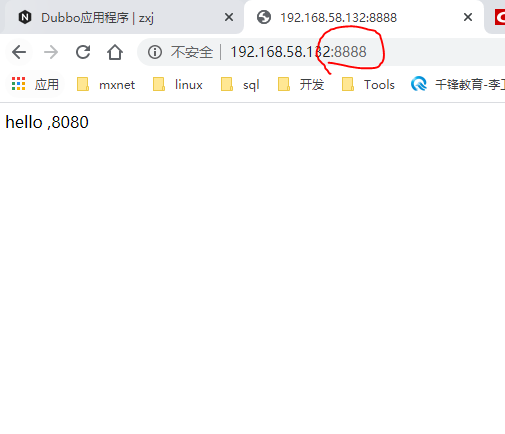 Dubbo应用程序 | zxj
192.168.58.132:8888
不安全 192.168.58.132:8888
应用 mxnet linux sql 开发 Tools 千锋教育-李
hello ,8080